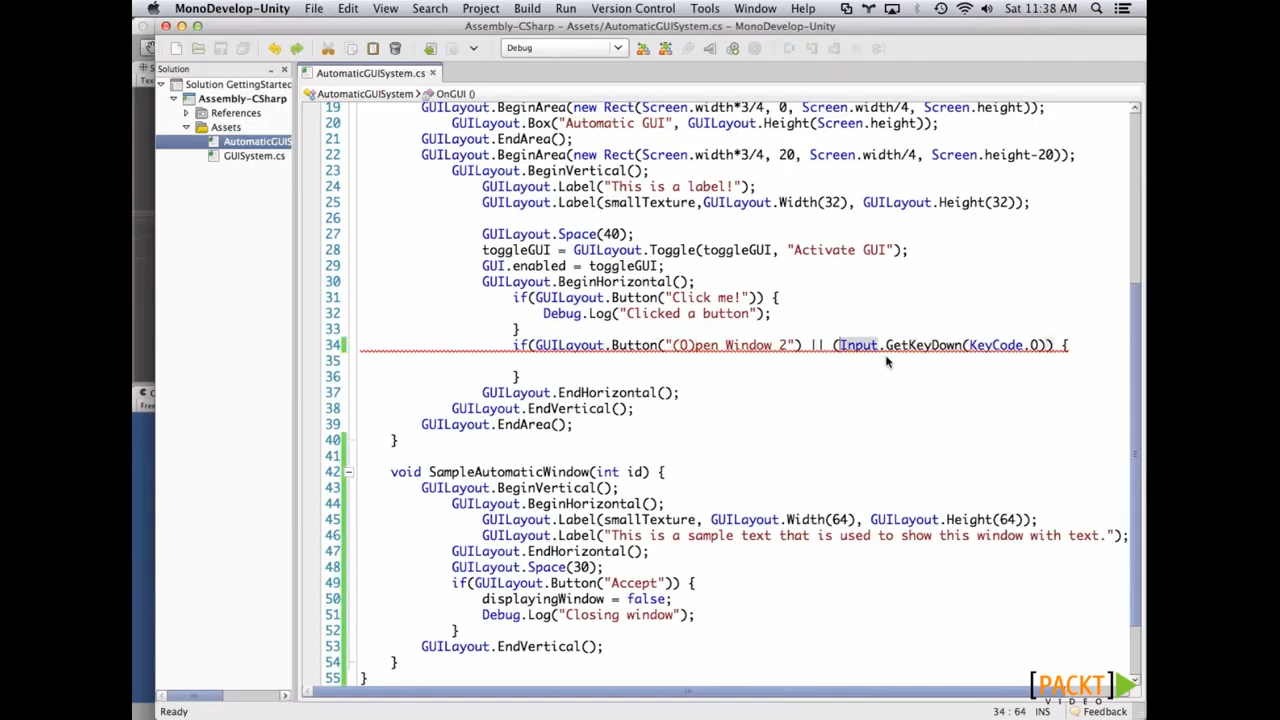 MonoDevelop-Unity File Edit View Search Project Build Run Version Control Tools Window Help Sat 11:38 AM
Assembly-CSharp – Assets/AutomaticGUISystem.cs – MonoDevelop-Unity
Debug
Solution
AutomaticGUISystem.cs
Solution GettingStarted
Assembly-CSharp
References
Assets
AutomaticGUIS
GUISystem.cs
AutomaticGUISystem OnGUI ()
19 GUILayout.BeginArea(new Rect(Screen.width*3/4, 0, Screen.width/4, Screen.height));
20 GUILayout.Box("Automatic GUI", GUILayout.Height(Screen.height);
21 GUILayout.EndArea();
22 GUILayout.BeginArea(new Rect(Screen.width*3/4, 20, Screen.width/4, Screen.height-20));
23 GUILayout.BeginVertical();
24 GUILayout.Label("This is a label!");
25 GUILayout.Label(smallTexture,GUILayout.Width(32), GUILayout.Height(32));
26
27 GUILayout.Space(40);
28 toggleGUI = GUILayout.Toggle(toggleGUI, "Activate GUI");
29 GUI.enabled = toggleGUI;
30 GUILayout.BeginHorizontal();
31 if(GUILayout.Button("Click me!")) {
32 Debug.Log("Clicked a button");
33 }
34 if(GUILayout.Button("(O)pen Window 2") || (Input.GetKeyDown(KeyCode.O)) {
35
36 }
37 GUILayout.EndHorizontal();
38 GUILayout.EndVertical();
39 GUILayout.EndArea();
40 }
41
42 void SampleAutomaticWindow(int id) {
43 GUILayout.BeginVertical();
44 GUILayout.BeginHorizontal();
45 GUILayout.Label(smallTexture, GUILayout.Width(64), GUILayout.Height(64));
46 GUILayout.Label("This is a sample text that is used to show this window with text.");
47 GUILayout.EndHorizontal();
48 GUILayout.Space(30);
49 if(GUILayout.Button("Accept")) {
50 displayingWindow = false;
51 Debug.Log("Closing window");
52 }
53 GUILayout.EndVertical();
54 }
55 }
Ready
34 : 64 INS Feedback
[PACKT]
VIDEO